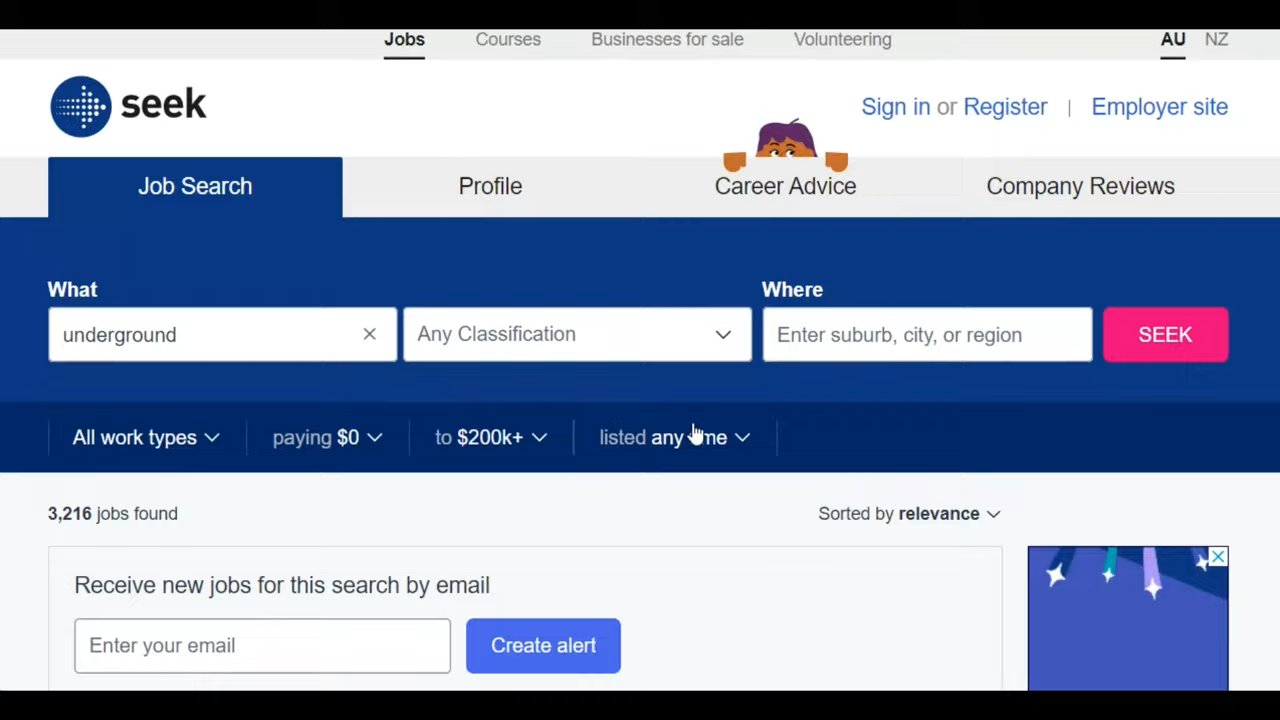 Jobs Courses Businesses for sale Volunteering AU NZ
seek
Sign in or Register | Employer site
Job Search Profile Career Advice Company Reviews
What Where
underground Any Classification Enter suburb, city, or region SEEK
All work types paying $0 to $200k+ listed any
3,216 jobs found Sorted by relevance
Receive new jobs for this search by email
Enter your email Create alert